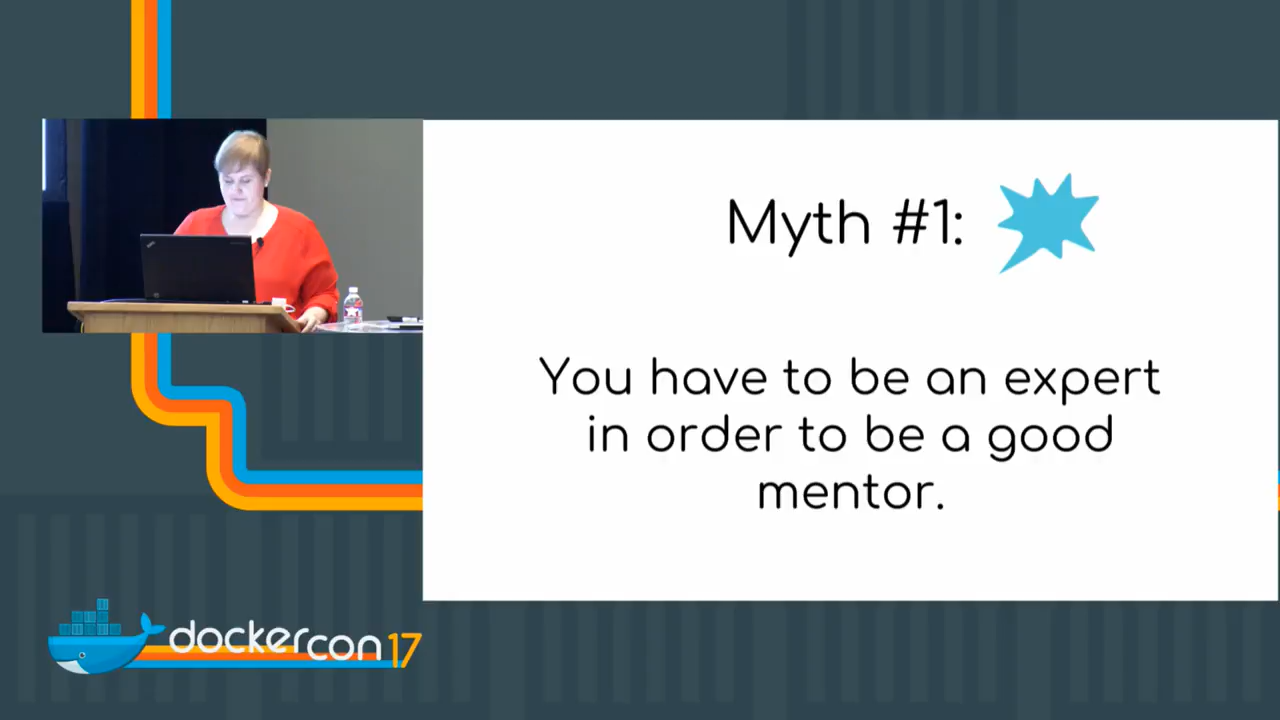 Myth #1:
You have to be an expert
in order to be a good
mentor.
dockercon 17